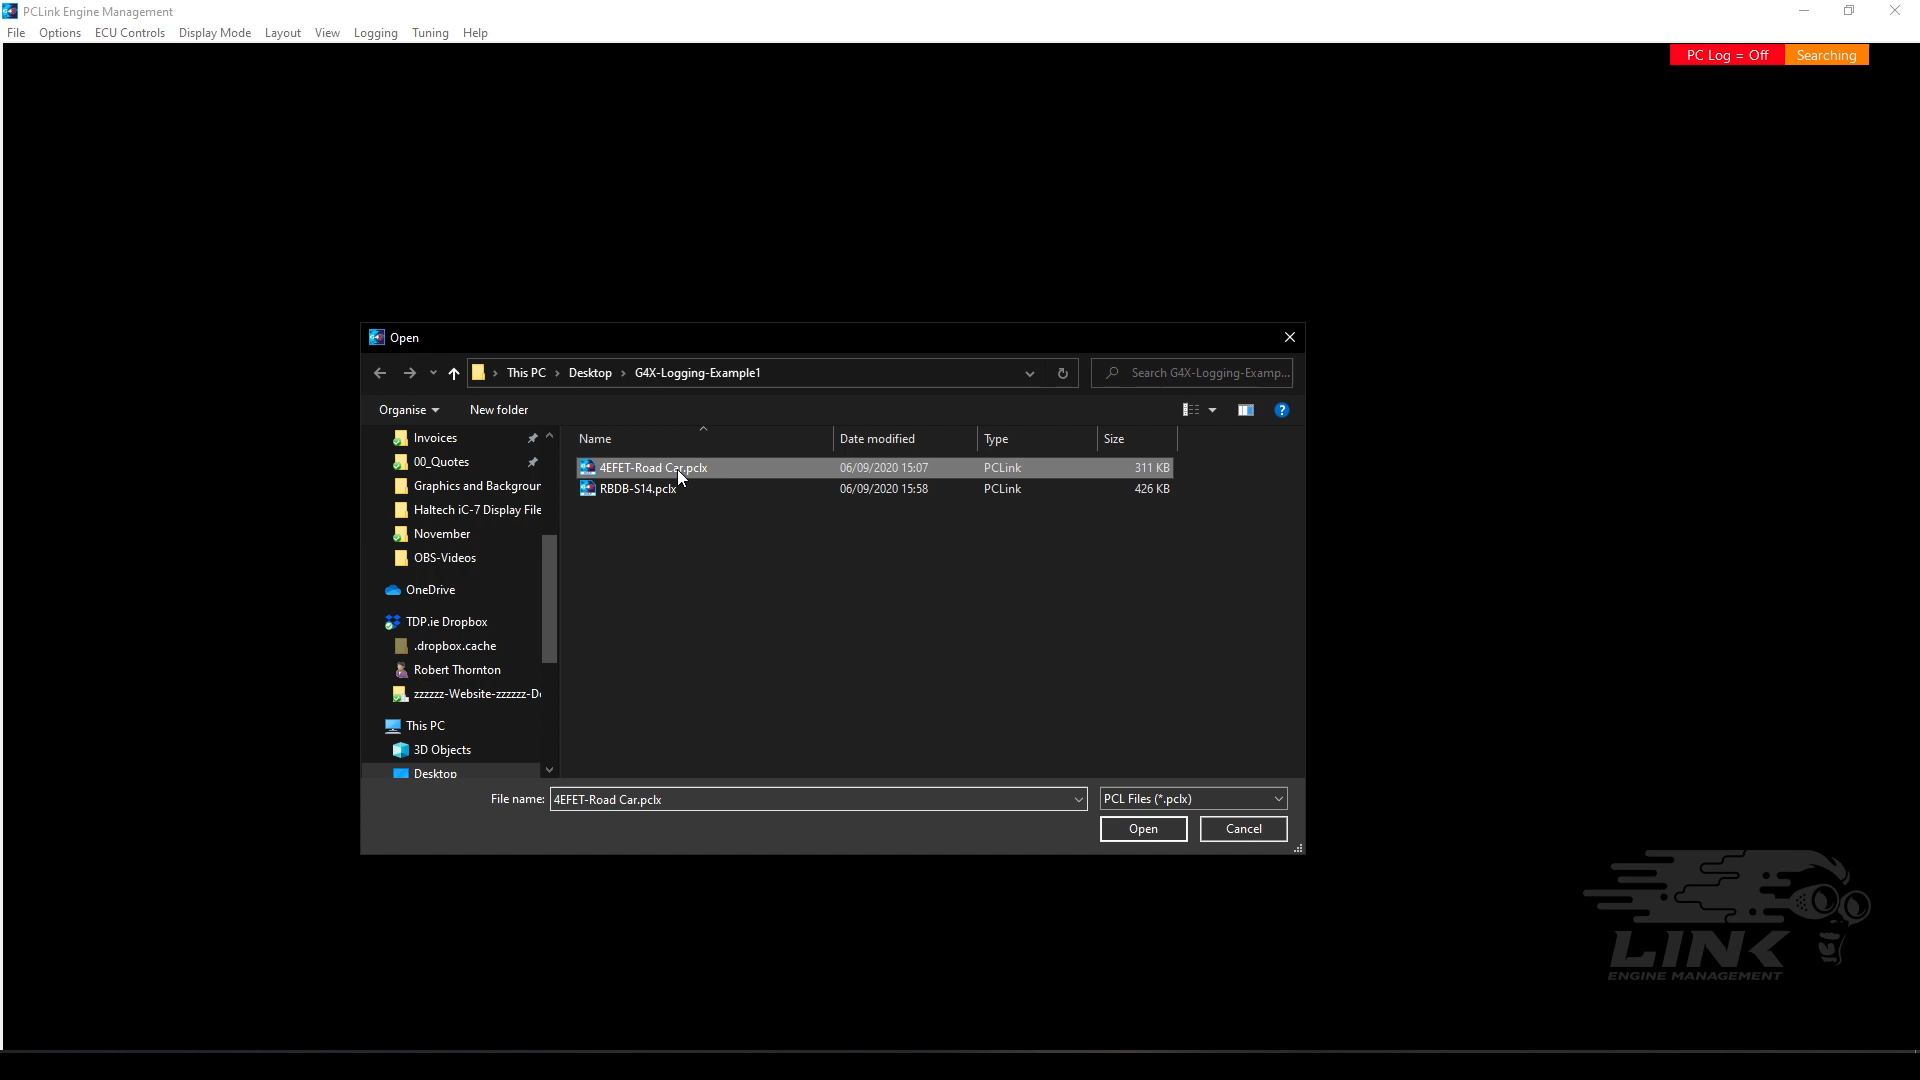 PCLink Engine Management
File Options ECU Controls Display Mode Layout View Logging Tuning Help
PC Log = Off Searching
Open
This PC > Desktop > G4X-Logging-Example1 Search G4X-Logging-Examp...
Organise New folder
Name Date modified Type Size
Invoices
00_Quotes
Graphics and Backgroun
Haltech iC-7 Display File
November
OBS-Videos
OneDrive
TDP.ie Dropbox
.dropbox.cache
Robert Thornton
zzzzzz-Website-zzzzzz-De
This PC
3D Objects
Desktop
4EFET-Road Car.pclx 06/09/2020 15:07 PCLink 311 KB
RBDB-S14.pclx 06/09/2020 15:58 PCLink 426 KB
File name: 4EFET-Road Car.pclx PCL Files (*.pclx)
Open Cancel
LINK
ENGINE MANAGEMENT